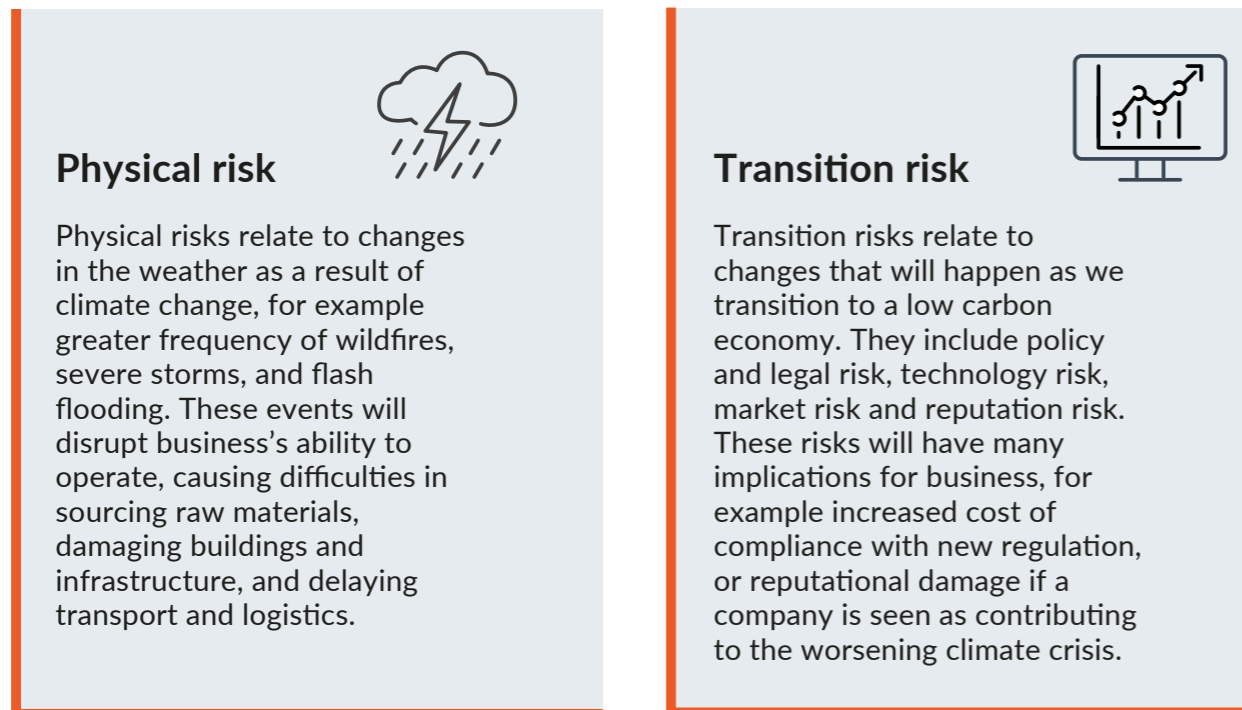 Physical risk
Physical risks relate to changes
in the weather as a result of
climate change, for example
greater frequency of wildfires,
severe storms, and flash
flooding. These events will
disrupt business’s ability to
operate, causing difficulties in
sourcing raw materials,
damaging buildings and
infrastructure, and delaying
transport and logistics.
Transition risk
Transition risks relate to
changes that will happen as we
transition to a low carbon
economy. They include policy
and legal risk, technology risk,
market risk and reputation risk.
These risks will have many
implications for business, for
example increased cost of
compliance with new regulation,
or reputational damage if a
company is seen as contributing
to the worsening climate crisis.